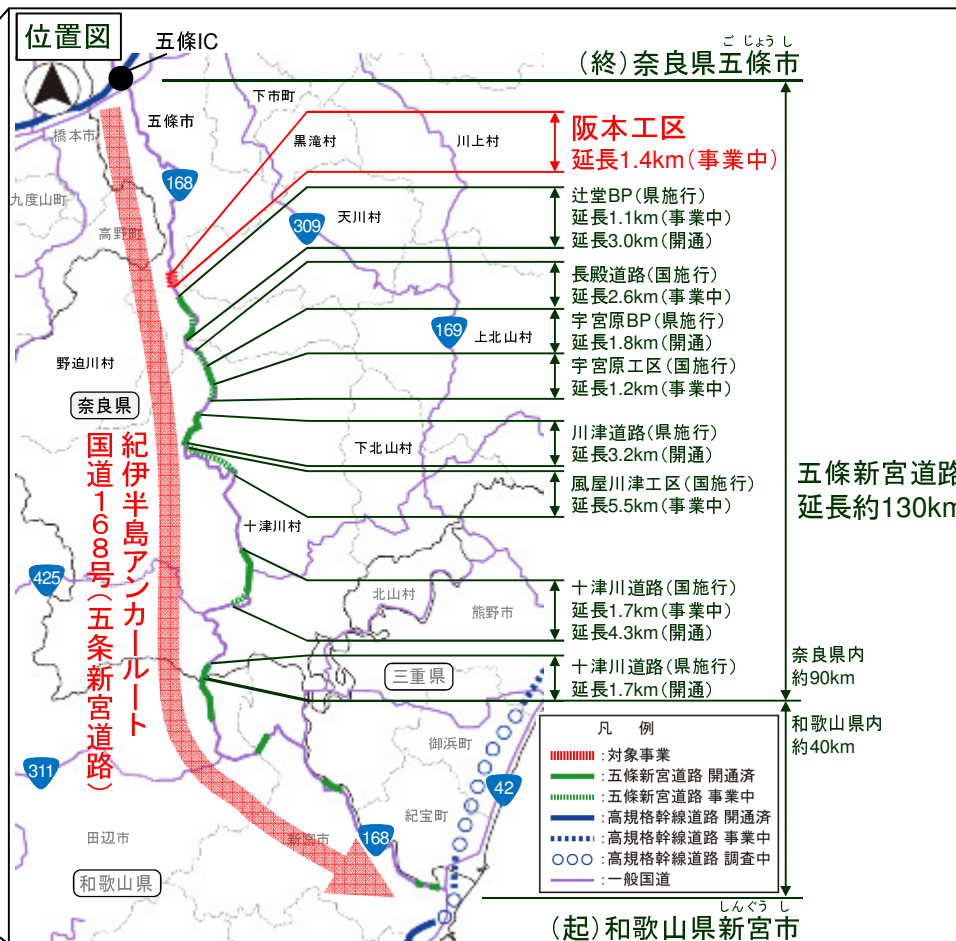 位置図
五條IC
ごじょうし
(終)奈良県五條市
下市町
橋本市
五條市
黒滝村
川上村
阪本工区
延長1.4km(事業中)
168
九度山町
高野町
309
天川村
辻堂BP(県施行)
延長1.1km(事業中)
延長3.0km(開通)
長殿道路(国施行)
延長2.6km(事業中)
宇宮原BP(県施行)
延長1.8km(開通)
169
上北山村
野迫川村
宇宮原工区(国施行)
延長1.2km(事業中)
奈良県
川津道路(県施行)
延長3.2km(開通)
下北山村
風屋川津工区(国施行)
延長5.5km(事業中)
五條新宮道路
延長約130km
紀伊半島アンカールート
国道168号(五条新宮道路)
十津川村
425
北山村
熊野市
十津川道路(国施行)
延長1.7km(事業中)
延長4.3km(開通)
三重県
十津川道路(県施行)
延長1.7km(開通)
奈良県内
約90km
和歌山県内
約40km
御浜町
311
42
紀宝町
168
田辺市
新宮市
和歌山県
凡 例
:対象事業
:五條新宮道路 開通済
:五條新宮道路 事業中
:高規格幹線道路 開通済
:高規格幹線道路 事業中
:高規格幹線道路 調査中
:一般国道
しんぐうし
(起)和歌山県新宮市